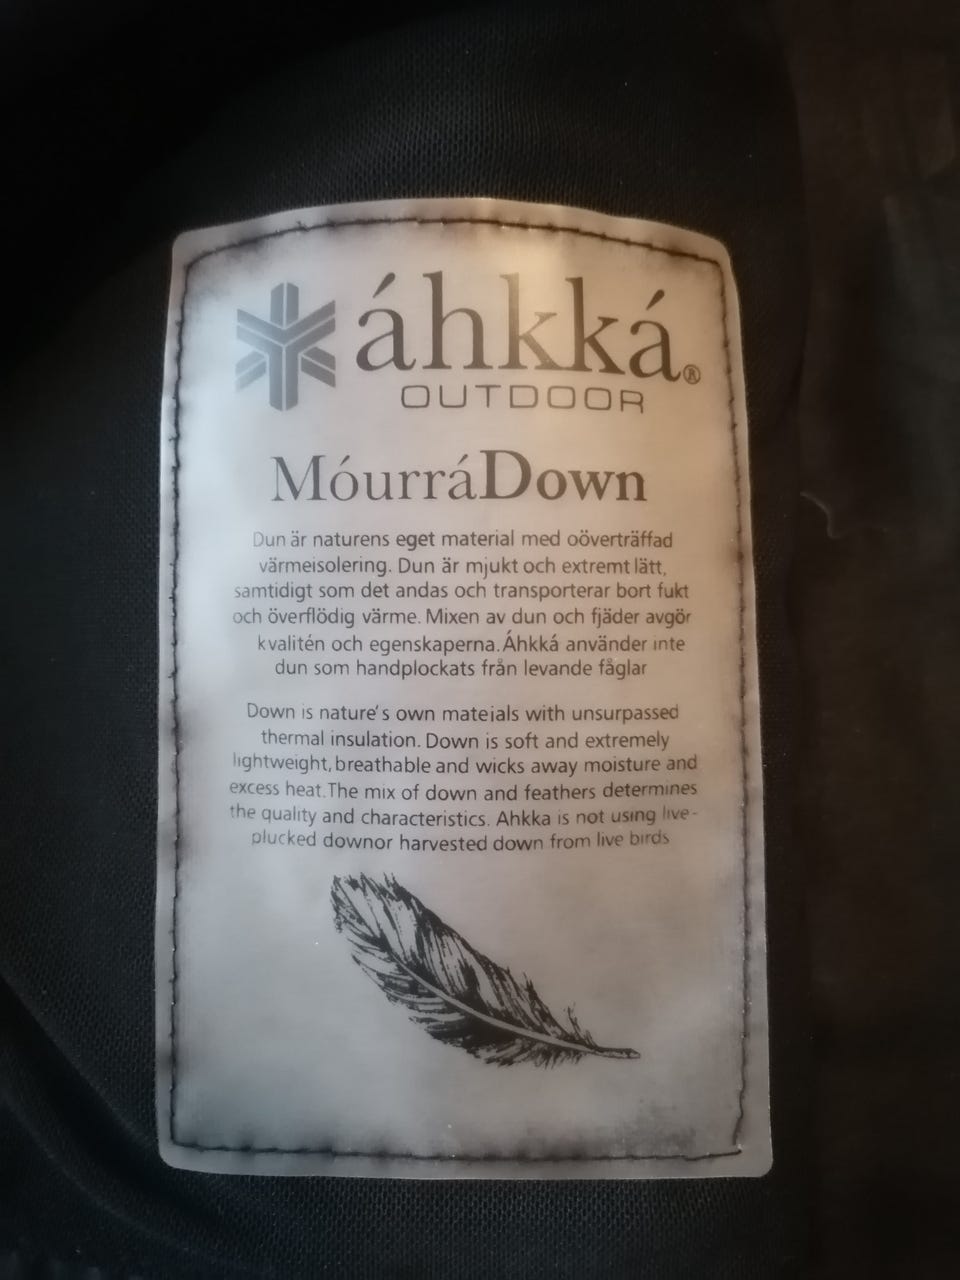 áhkká®
OUTDOOR
MóurráDown
Dun är naturens eget material med oöverträffad
värmeisolering. Dun är mjukt och extremt lätt,
samtidigt som det andas och transporterar bort fukt
och överflödig värme. Mixen av dun och fjäder avgör
kvalitén och egenskaperna. Áhkká använder inte
dun som handplockats från levande fåglar
Down is nature's own mateials with unsurpassed
thermal insulation. Down is soft and extremely
lightweight, breathable and wicks away moisture and
excess heat. The mix of down and feathers determines
the quality and characteristics. Ahkka is not using live-
plucked downor harvested down from live birds